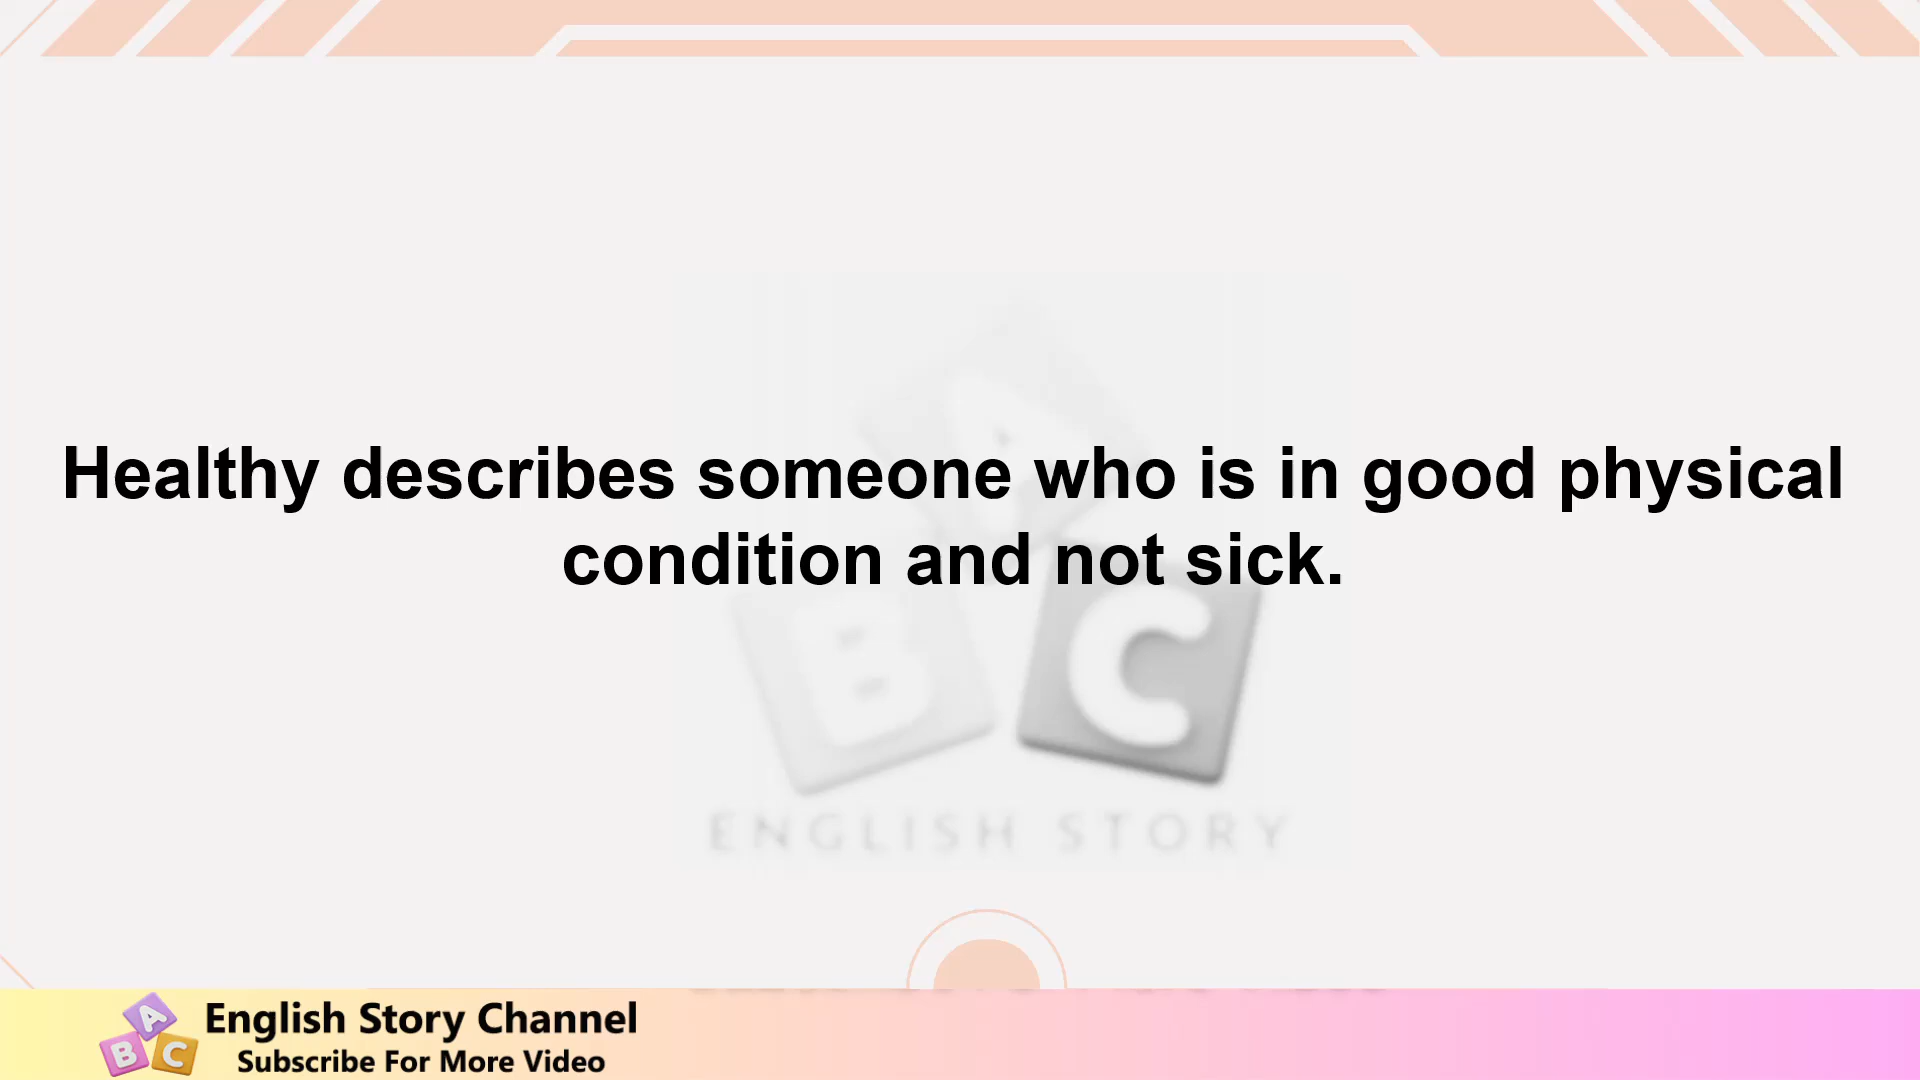 Healthy describes someone who is in good physical
condition and not sick.
A
B
C
ENGLISH STORY
A
B
C
English Story Channel
Subscribe For More Video